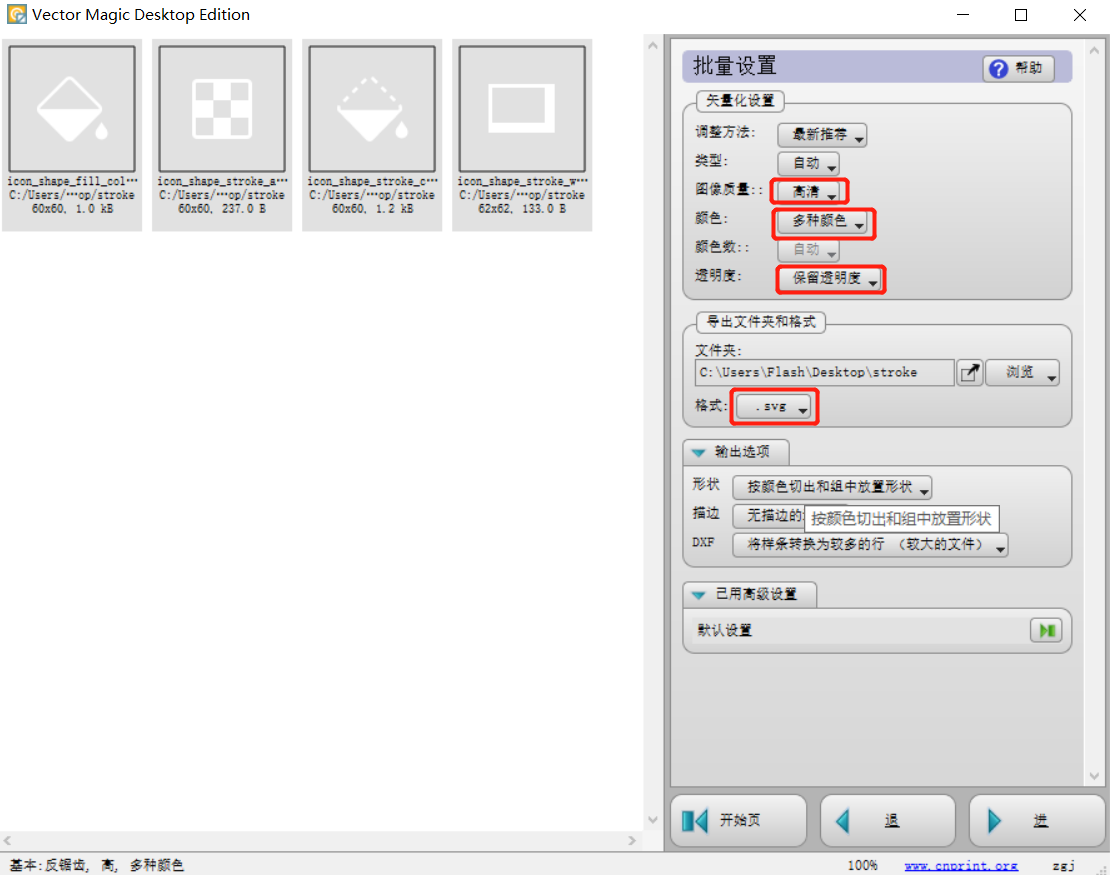 Vector Magic Desktop Edition
icon_shape_fill_col…
C:/Users/…op/stroke
60x60, 1.0 kB
icon_shape_stroke_a…
C:/Users/…op/stroke
60x60, 237.0 B
icon_shape_stroke_c…
C:/Users/…op/stroke
60x60, 1.2 kB
icon_shape_stroke_w…
C:/Users/…op/stroke
62x62, 133.0 B
批量设置
帮助
矢量化设置
调整方法: 最新推荐
类型: 自动
图像质量:: 高清
颜色: 多种颜色
颜色数:: 自动
透明度: 保留透明度
导出文件夹和格式
文件夹:
C:\Users\Flash\Desktop\stroke 浏览
格式: .svg
输出选项
形状 按颜色切出和组中放置形状
描边 无描边的
按颜色切出和组中放置形状
DXF 将样条转换为较多的行 （较大的文件）
已用高级设置
默认设置
开始页 退 进
基本:反锯齿, 高, 多种颜色 100% www.cnprint.org zgj